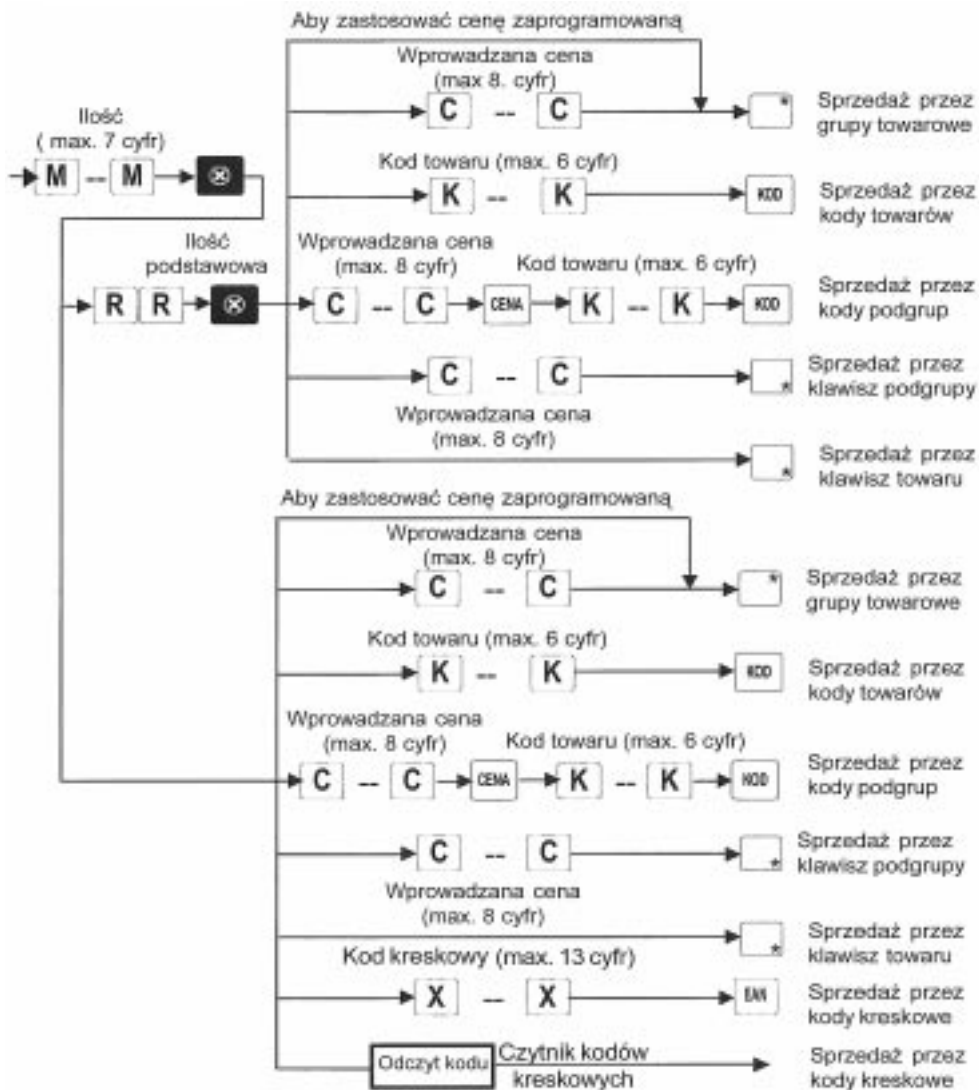 Aby zastosować cenę zaprogramowaną
Wprowadzana cena
(max 8. cyfr)
C -- C *
Sprzedaż przez
grupy towarowe
Ilość
( max. 7 cyfr)
M -- M ⊗
Kod towaru (max. 6 cyfr)
K -- K KOD
Sprzedaż przez
kody towarów
Ilość
podstawowa
R R ⊗
Wprowadzana cena
(max. 8 cyfr)
Kod towaru (max. 6 cyfr)
C -- C CENA K -- K KOD
Sprzedaż przez
kody podgrup
C -- C *
Sprzedaż przez
klawisz podgrupy
Wprowadzana cena
(max. 8 cyfr)
*
Sprzedaż przez
klawisz towaru
Aby zastosować cenę zaprogramowaną
Wprowadzana cena
(max. 8 cyfr)
C -- C *
Sprzedaż przez
grupy towarowe
Kod towaru (max. 6 cyfr)
K -- K KOD
Sprzedaż przez
kody towarów
Wprowadzana cena
(max. 8 cyfr)
Kod towaru (max. 6 cyfr)
C -- C CENA K -- K KOD
Sprzedaż przez
kody podgrup
C -- C *
Sprzedaż przez
klawisz podgrupy
Wprowadzana cena
(max. 8 cyfr)
*
Sprzedaż przez
klawisz towaru
Kod kreskowy (max. 13 cyfr)
X -- X EAN
Sprzedaż przez
kody kreskowe
Odczyt kodu
Czytnik kodów
kreskowych
Sprzedaż przez
kody kreskowe